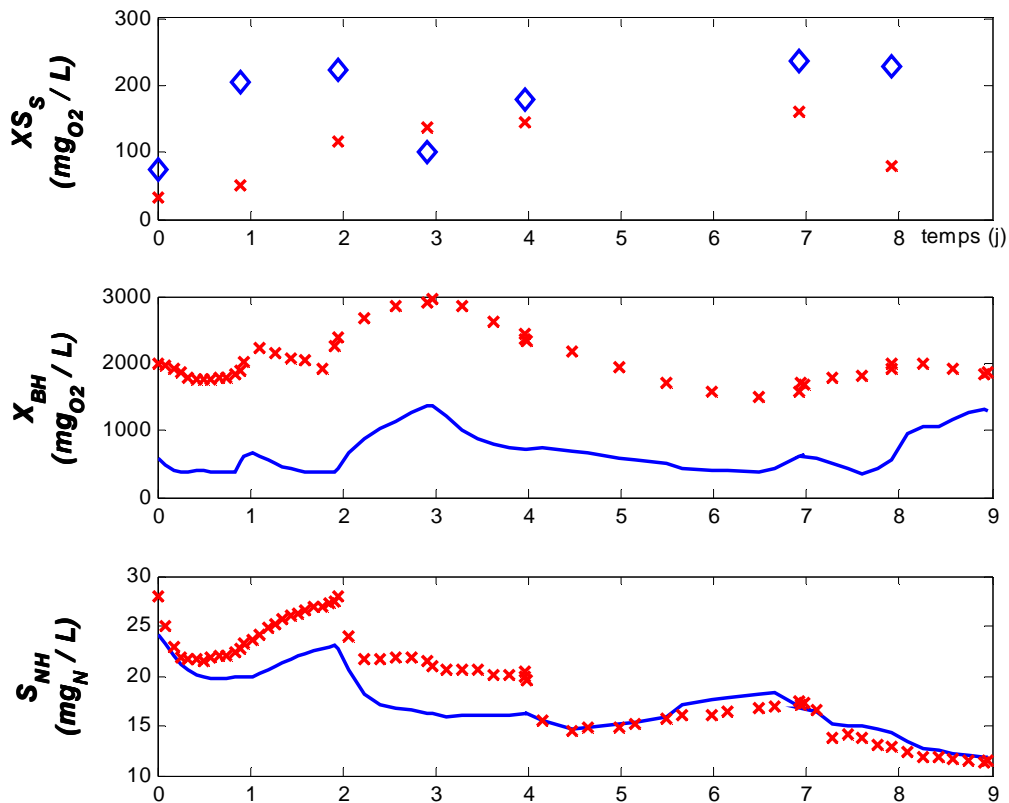 300
200
100
0
XS_S
(mg_O2 / L)
0 1 2 3 4 5 6 7 8 temps (j)
3000
2000
1000
0
X_BH
(mg_O2 / L)
0 1 2 3 4 5 6 7 8 9
30
25
20
15
10
S_NH
(mg_N / L)
0 1 2 3 4 5 6 7 8 9